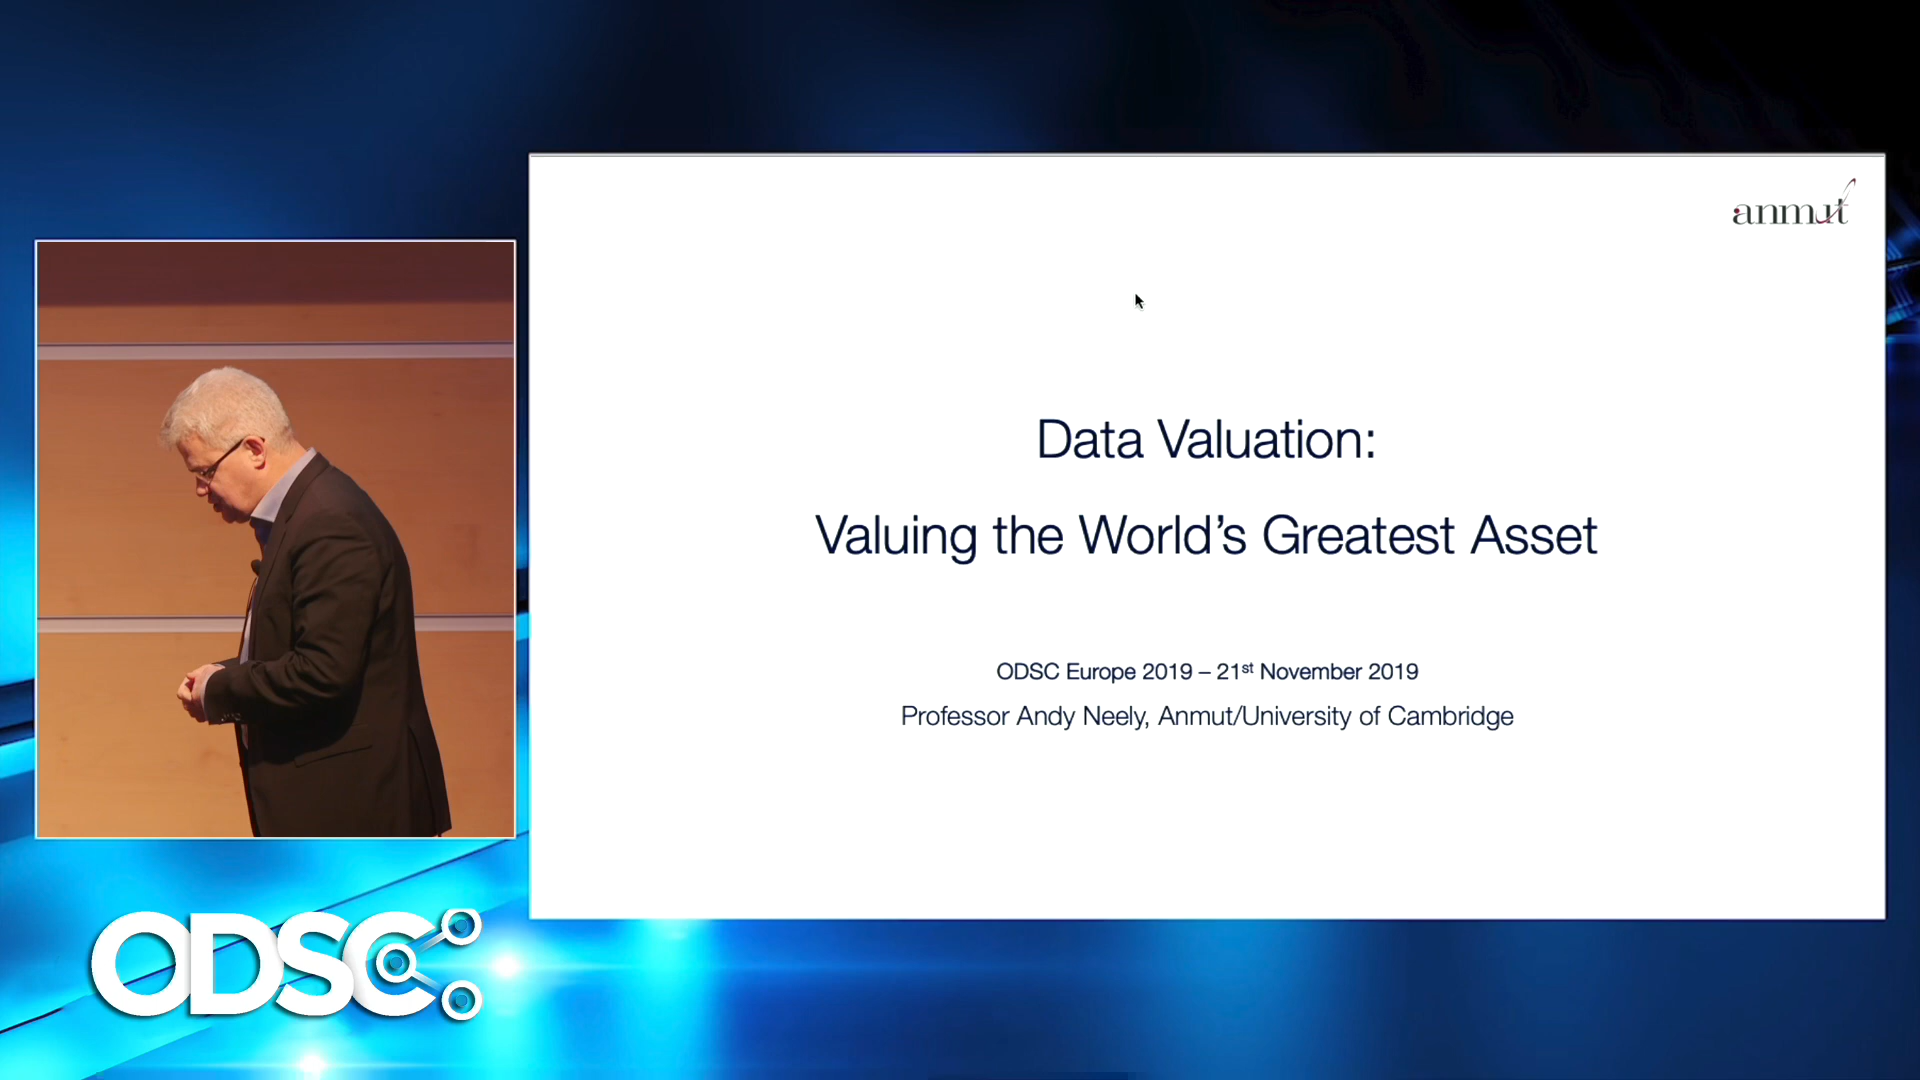 anmut
Data Valuation:
Valuing the World’s Greatest Asset
ODSC Europe 2019 – 21st November 2019
Professor Andy Neely, Anmut/University of Cambridge
ODSC